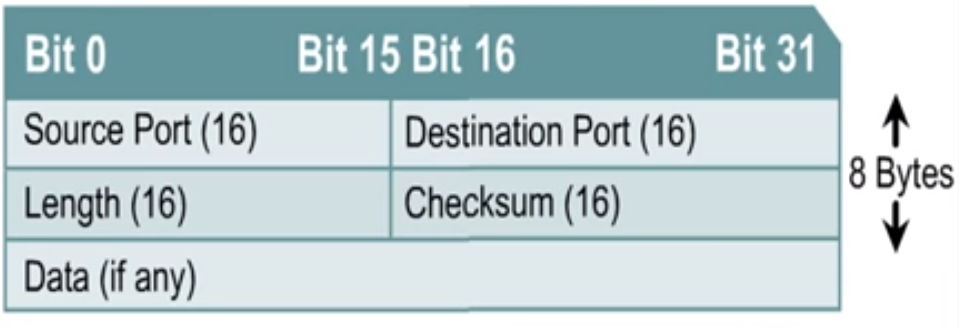 Bit 0 Bit 15 Bit 16 Bit 31
Source Port (16) Destination Port (16)
8 Bytes
Length (16) Checksum (16)
Data (if any)